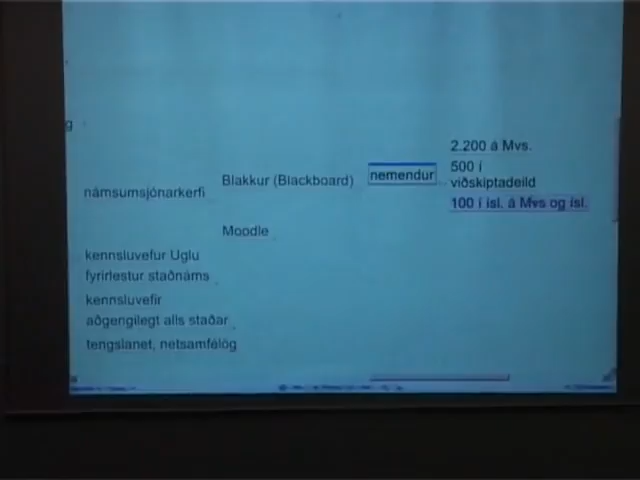 g
2.200 á Mvs.
500 í
viðskiptadeild
100 í ísl. á Mvs og ísl.
nemendur
Blakkur (Blackboard)
námsumsjónarkerfi
Moodle
kennsluvefur Uglu
fyrirlestur staðnáms
kennsluvefir
aðgengilegt alls staðar
tengslanet, netsamfélög